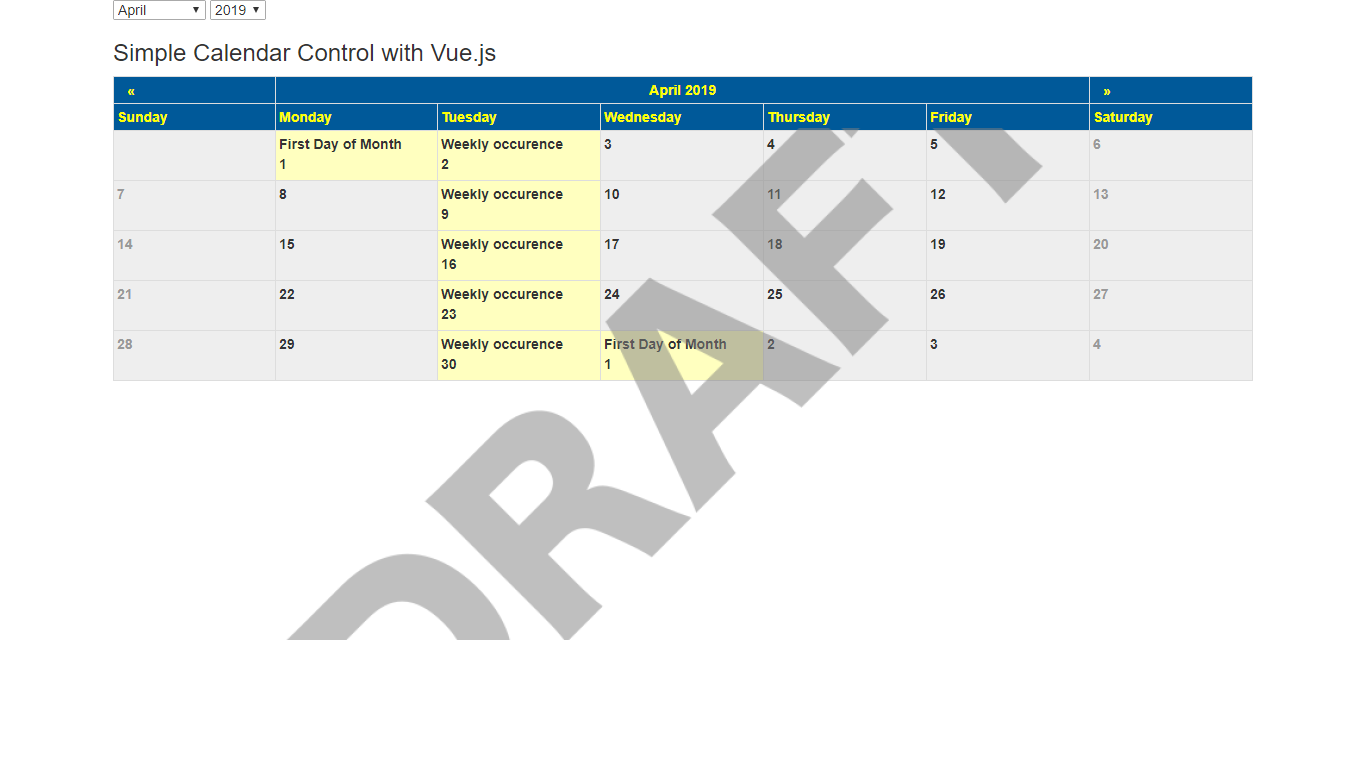 April 2019
Simple Calendar Control with Vue.js
« April 2019 »
Sunday Monday Tuesday Wednesday Thursday Friday Saturday
First Day of Month Weekly occurence 3 4 5 6
1 2
7 8 Weekly occurence 10 11 12 13
9
14 15 Weekly occurence 17 18 19 20
16
21 22 Weekly occurence 24 25 26 27
23
28 29 Weekly occurence First Day of Month 2 3 4
30 1
DRAFT